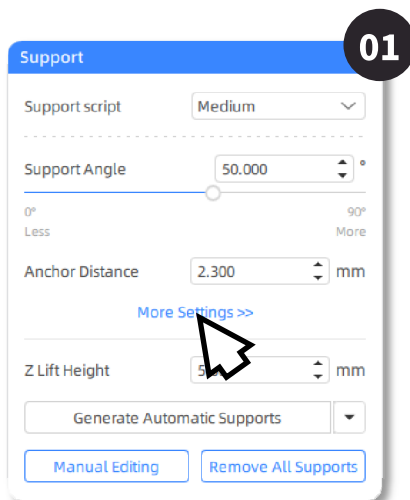 01
Support
Support script Medium
Support Angle 50.000 °
0° 90°
Less More
Anchor Distance 2.300 mm
More Settings >>
Z Lift Height mm
Generate Automatic Supports
Manual Editing Remove All Supports